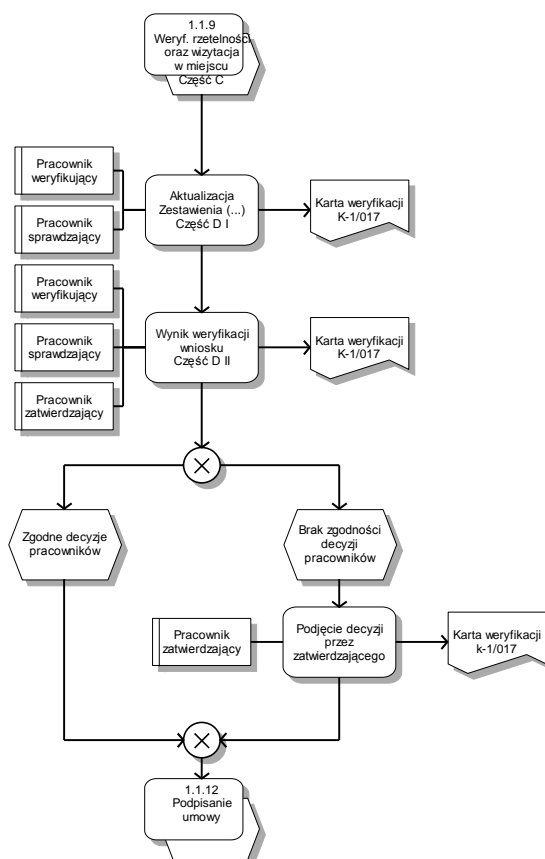 1.1.9
Weryf. rzetelności
oraz wizytacja
w miejscu
Część C
Pracownik
weryfikujący
Pracownik
sprawdzający
Aktualizacja
Zestawienia (...)
Część D I
Karta weryfikacji
K-1/017
Pracownik
weryfikujący
Pracownik
sprawdzający
Pracownik
zatwierdzający
Wynik weryfikacji
wniosku
Część D II
Karta weryfikacji
K-1/017
Zgodne decyzje
pracowników
Brak zgodności
decyzji
pracowników
Pracownik
zatwierdzający
Podjęcie decyzji
przez
zatwierdzającego
Karta weryfikacji
k-1/017
1.1.12
Podpisanie
umowy